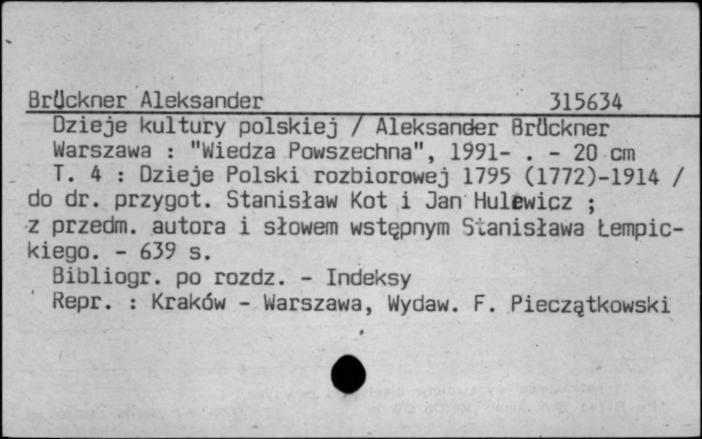 Brückner Aleksander 315634
Dzieje kultury polskiej / Aleksander Brückner
Warszawa : "Wiedza Powszechna", 1991- . - 20 cm
T. 4 : Dzieje Polski rozbiorowej 1795 (1772)-1914 /
do dr. przygot. Stanisław Kot i Jan Hulewicz ;
z przedm. autora i słowem wstępnym Stanisława Łempic-
kiego. - 639 s.
Bibliogr. po rozdz. - Indeksy
Repr. : Kraków - Warszawa, Wydaw. F. Pieczątkowski